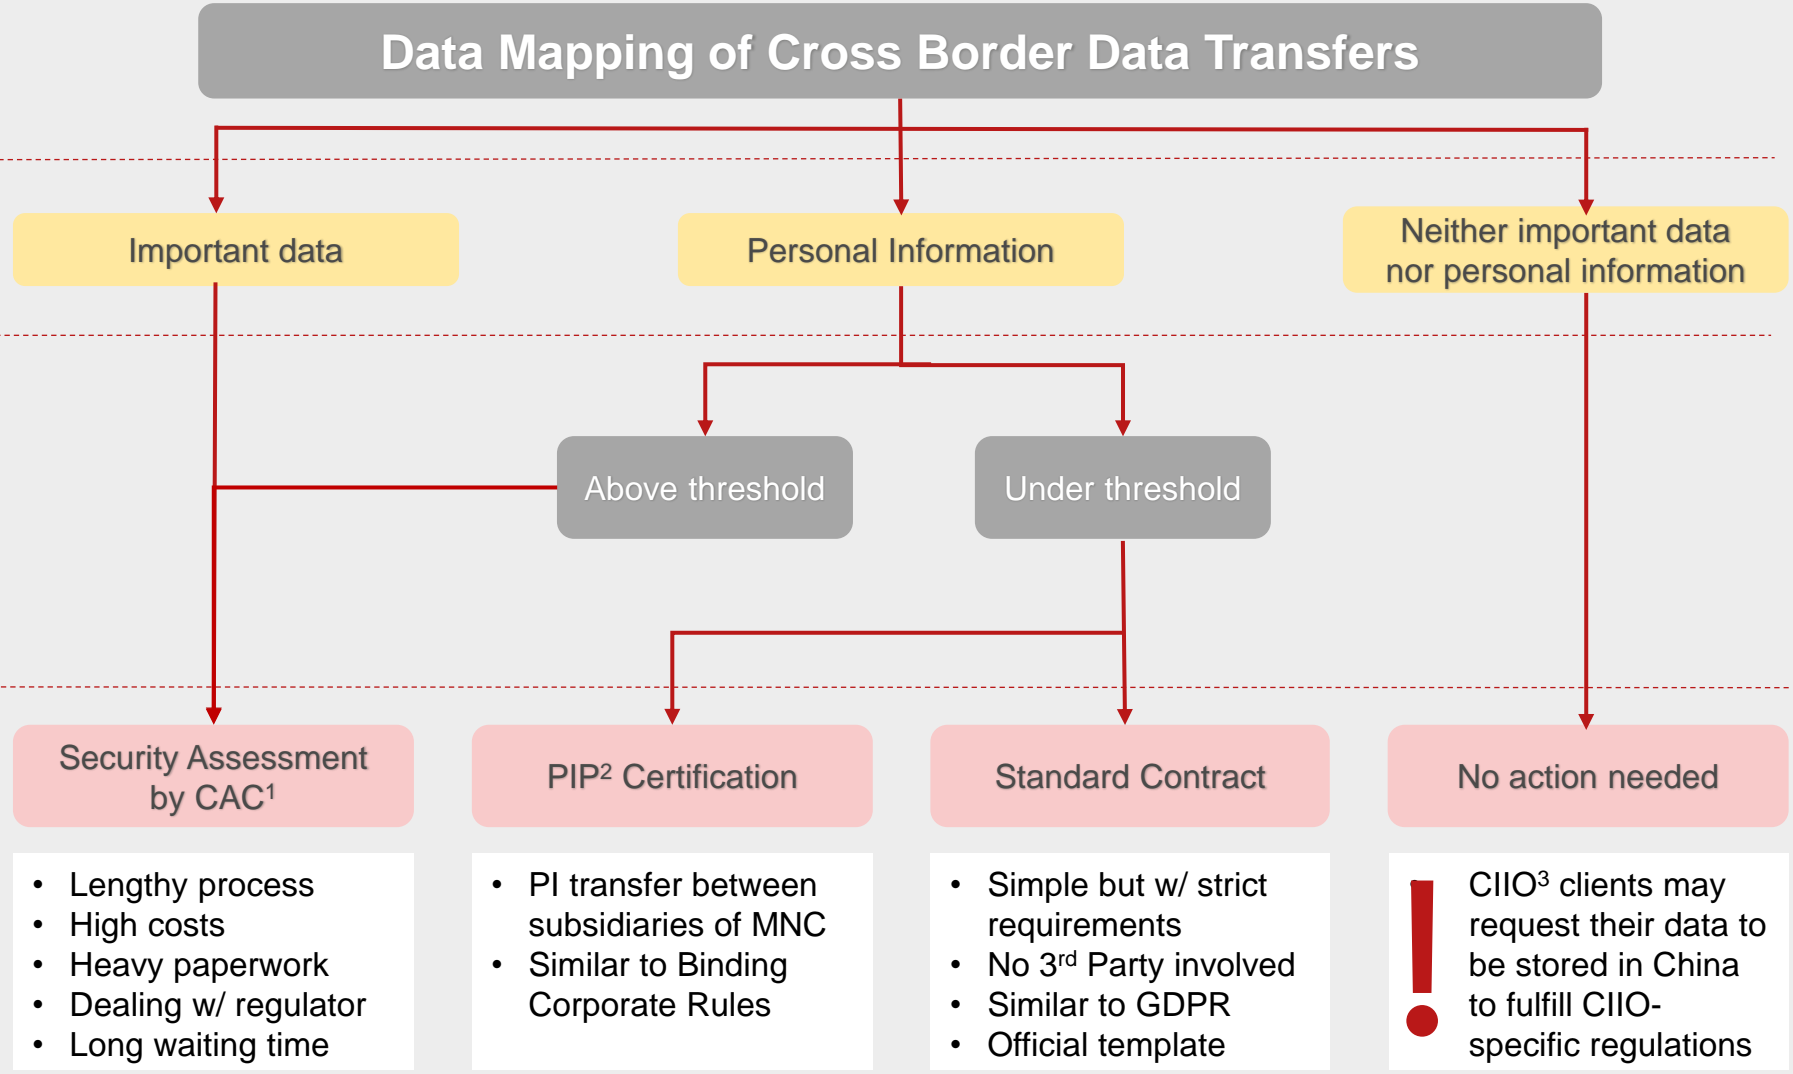 Data Mapping of Cross Border Data Transfers
Important data
Personal Information
Neither important data
nor personal information
Above threshold
Under threshold
Security Assessment
by CAC¹
PIP² Certification
Standard Contract
No action needed
• Lengthy process
• High costs
• Heavy paperwork
• Dealing w/ regulator
• Long waiting time
• PI transfer between
subsidiaries of MNC
• Similar to Binding
Corporate Rules
• Simple but w/ strict
requirements
• No 3rd Party involved
• Similar to GDPR
• Official template
!
CIIO³ clients may
request their data to
be stored in China
to fulfill CIIO-
specific regulations